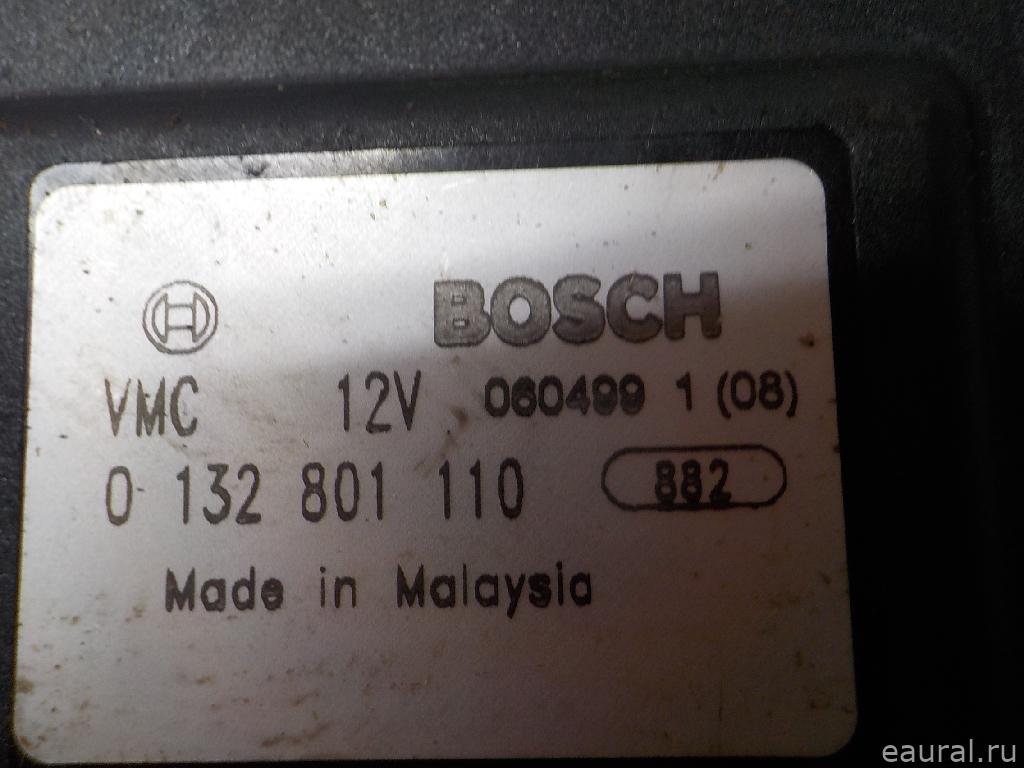 BOSCH
VMC 12V 060499 1 (08)
0 132 801 110 882
Made in Malaysia
eaural.ru